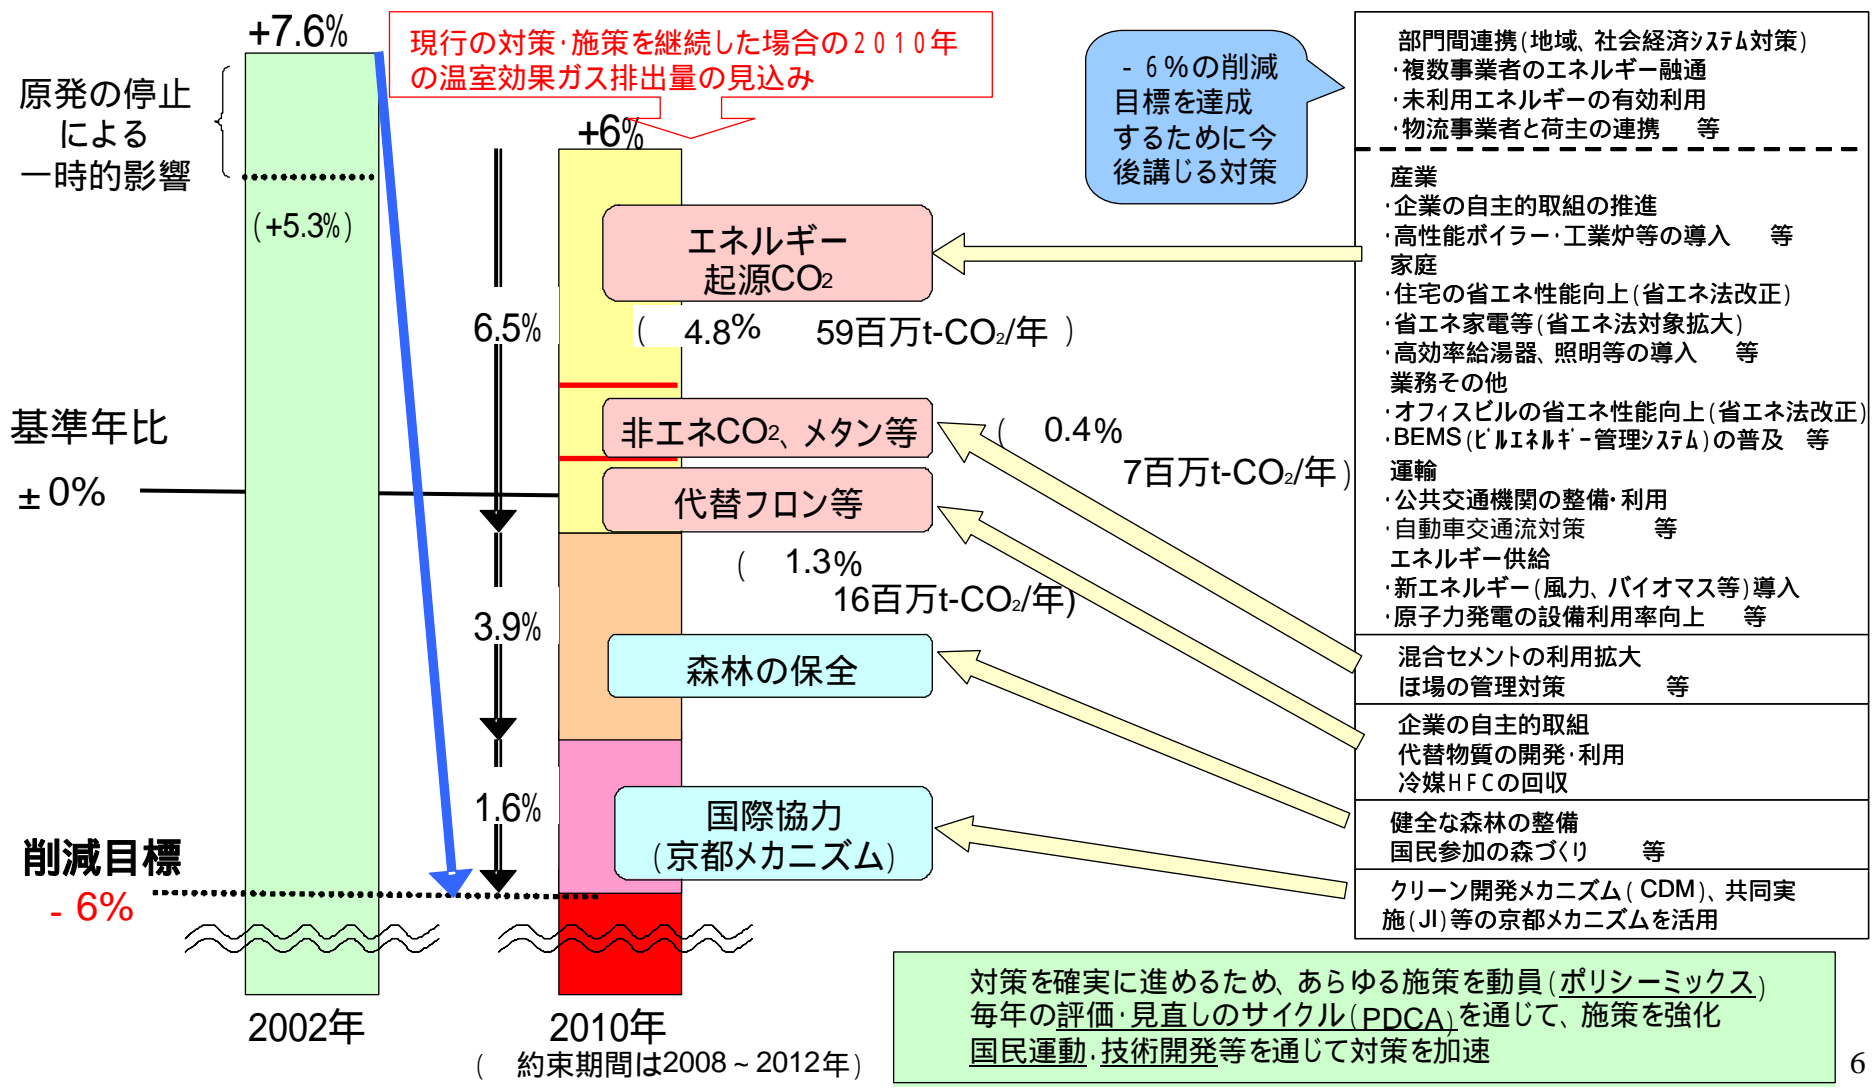 +7.6%
原発の停止
による
一時的影響
(+5.3%)
基準年比
±0%
削減目標
-6%
2002年
現行の対策・施策を継続した場合の2010年
の温室効果ガス排出量の見込み
+6%
6.5%
3.9%
1.6%
エネルギー
起源CO2
( 4.8% 59百万t-CO2/年 )
非エネCO2、メタン等
( 0.4%
7百万t-CO2/年)
代替フロン等
( 1.3%
16百万t-CO2/年)
森林の保全
国際協力
(京都メカニズム)
2010年
( 約束期間は2008~2012年)
-6%の削減
目標を達成
するために今
後講じる対策
部門間連携(地域、社会経済システム対策)
・複数事業者のエネルギー融通
・未利用エネルギーの有効利用
・物流事業者と荷主の連携 等
産業
・企業の自主的取組の推進
・高性能ボイラー・工業炉等の導入 等
家庭
・住宅の省エネ性能向上(省エネ法改正)
・省エネ家電等(省エネ法対象拡大)
・高効率給湯器、照明等の導入 等
業務その他
・オフィスビルの省エネ性能向上(省エネ法改正)
・BEMS(ビルエネルギー管理システム)の普及 等
運輸
・公共交通機関の整備・利用
・自動車交通流対策 等
エネルギー供給
・新エネルギー(風力、バイオマス等)導入
・原子力発電の設備利用率向上 等
混合セメントの利用拡大
ほ場の管理対策 等
企業の自主的取組
代替物質の開発・利用
冷媒HFCの回収
健全な森林の整備
国民参加の森づくり 等
クリーン開発メカニズム(CDM)、共同実
施(JI)等の京都メカニズムを活用
対策を確実に進めるため、あらゆる施策を動員(ポリシーミックス)
毎年の評価・見直しのサイクル(PDCA)を通じて、施策を強化
国民運動、技術開発等を通じて対策を加速
6